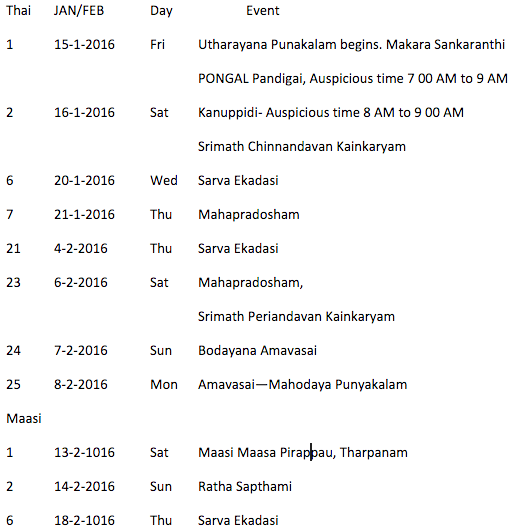 Thai JAN/FEB Day Event
1 15-1-2016 Fri Utharayana Punakalam begins. Makara Sankaranthi
PONGAL Pandigai, Auspicious time 7 00 AM to 9 AM
2 16-1-2016 Sat Kanuppidi- Auspicious time 8 AM to 9 00 AM
Srimath Chinnandavan Kainkaryam
6 20-1-2016 Wed Sarva Ekadasi
7 21-1-2016 Thu Mahapradosham
21 4-2-2016 Thu Sarva Ekadasi
23 6-2-2016 Sat Mahapradosham,
Srimath Periandavan Kainkaryam
24 7-2-2016 Sun Bodayana Amavasai
25 8-2-2016 Mon Amavasai—Mahodaya Punyakalam
Maasi
1 13-2-1016 Sat Maasi Maasa Pirappau, Tharpanam
2 14-2-2016 Sun Ratha Sapthami
6 18-2-1016 Thu Sarva Ekadasi